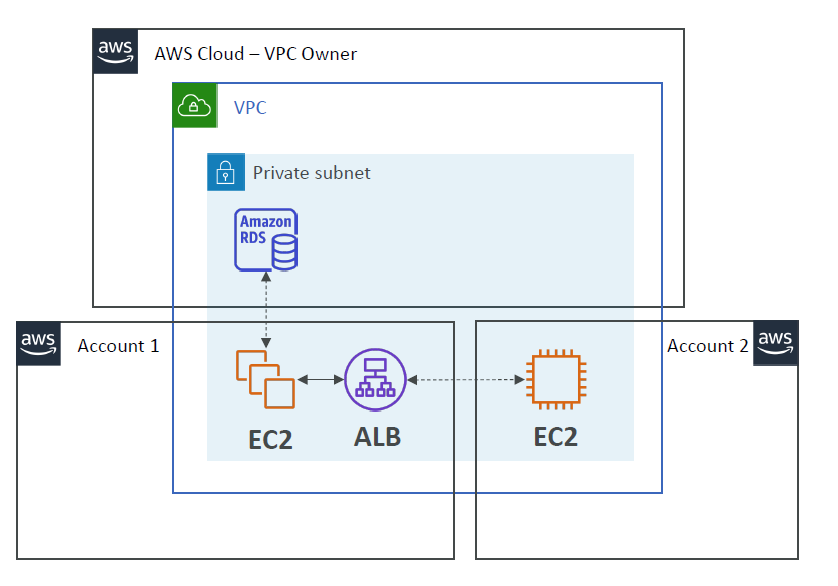 aws
AWS Cloud – VPC Owner
VPC
Private subnet
Amazon
RDS
aws
Account 1
Account 2
aws
EC2
ALB
EC2